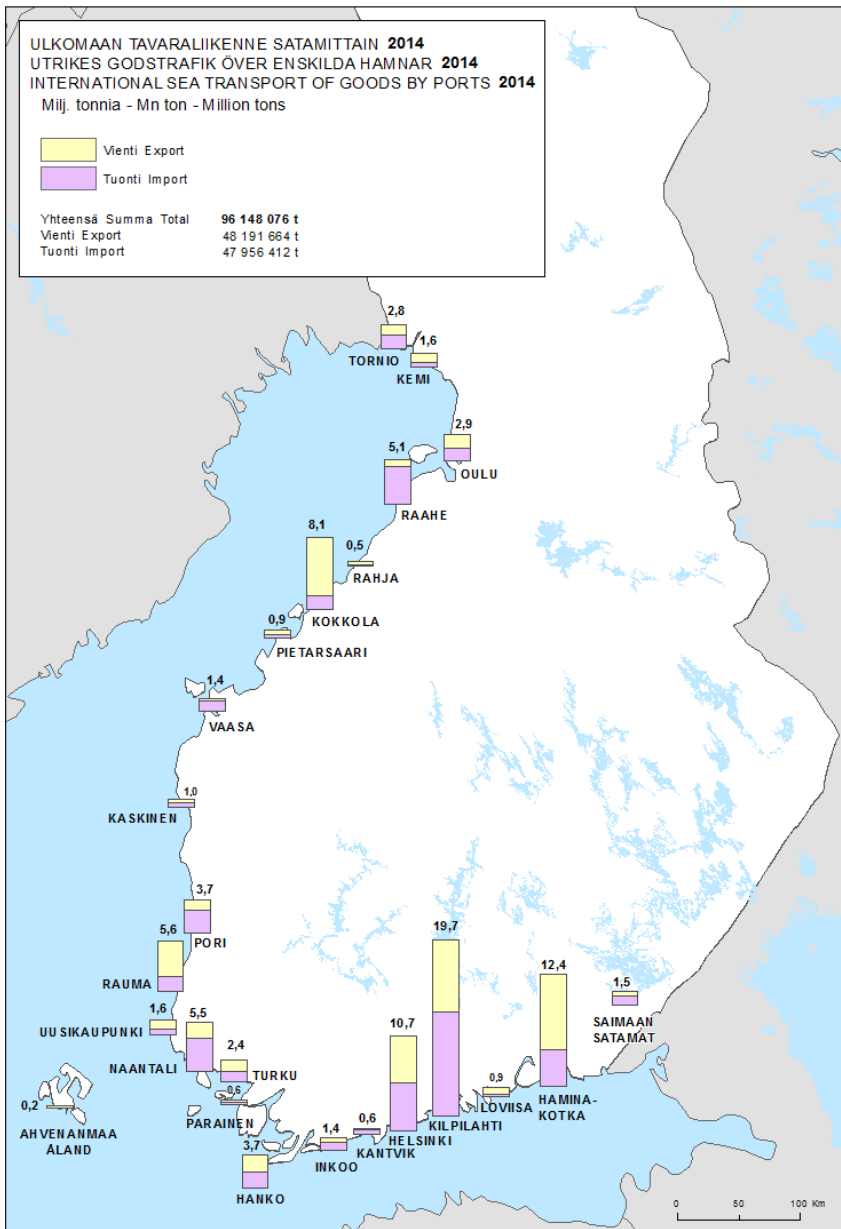 ULKOMAAN TAVARALIIKENNE SATAMITTAIN 2014
UTRIKES GODSTRAFIK ÖVER ENSKILDA HAMNAR 2014
INTERNATIONAL SEA TRANSPORT OF GOODS BY PORTS 2014
Milj. tonnia - Mn ton - Million tons
Vienti Export
Tuonti Import
Yhteensä Summa Total 96 148 076 t
Vienti Export 48 191 664 t
Tuonti Import 47 956 412 t
2,8
TORNIO
1,6
KEMI
2,9
OULU
5,1
RAAHE
8,1
KOKKOLA
0,5
RAHJA
0,9
PIETARSAARI
1,4
VAASA
1,0
KASKINEN
3,7
PORI
5,6
RAUMA
1,6
UUSIKAUPUNKI
5,5
NAANTALI
2,4
TURKU
0,6
PARAINEN
0,2
AHVENANMAA
ÅLAND
3,7
HANKO
1,4
INKOO
0,6
KANTVIK
10,7
HELSINKI
19,7
KILPILAHTI
0,9
LOVIISA
12,4
HAMINA-
KOTKA
1,5
SAIMAAN
SATAMAT
0 50 100 Km